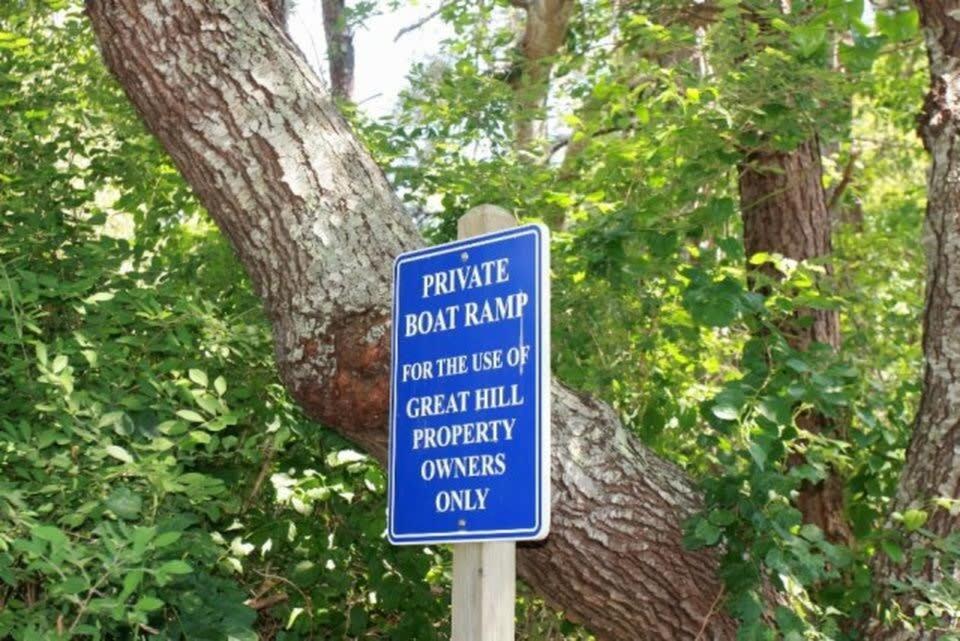 PRIVATE
BOAT RAMP
FOR THE USE OF
GREAT HILL
PROPERTY
OWNERS
ONLY